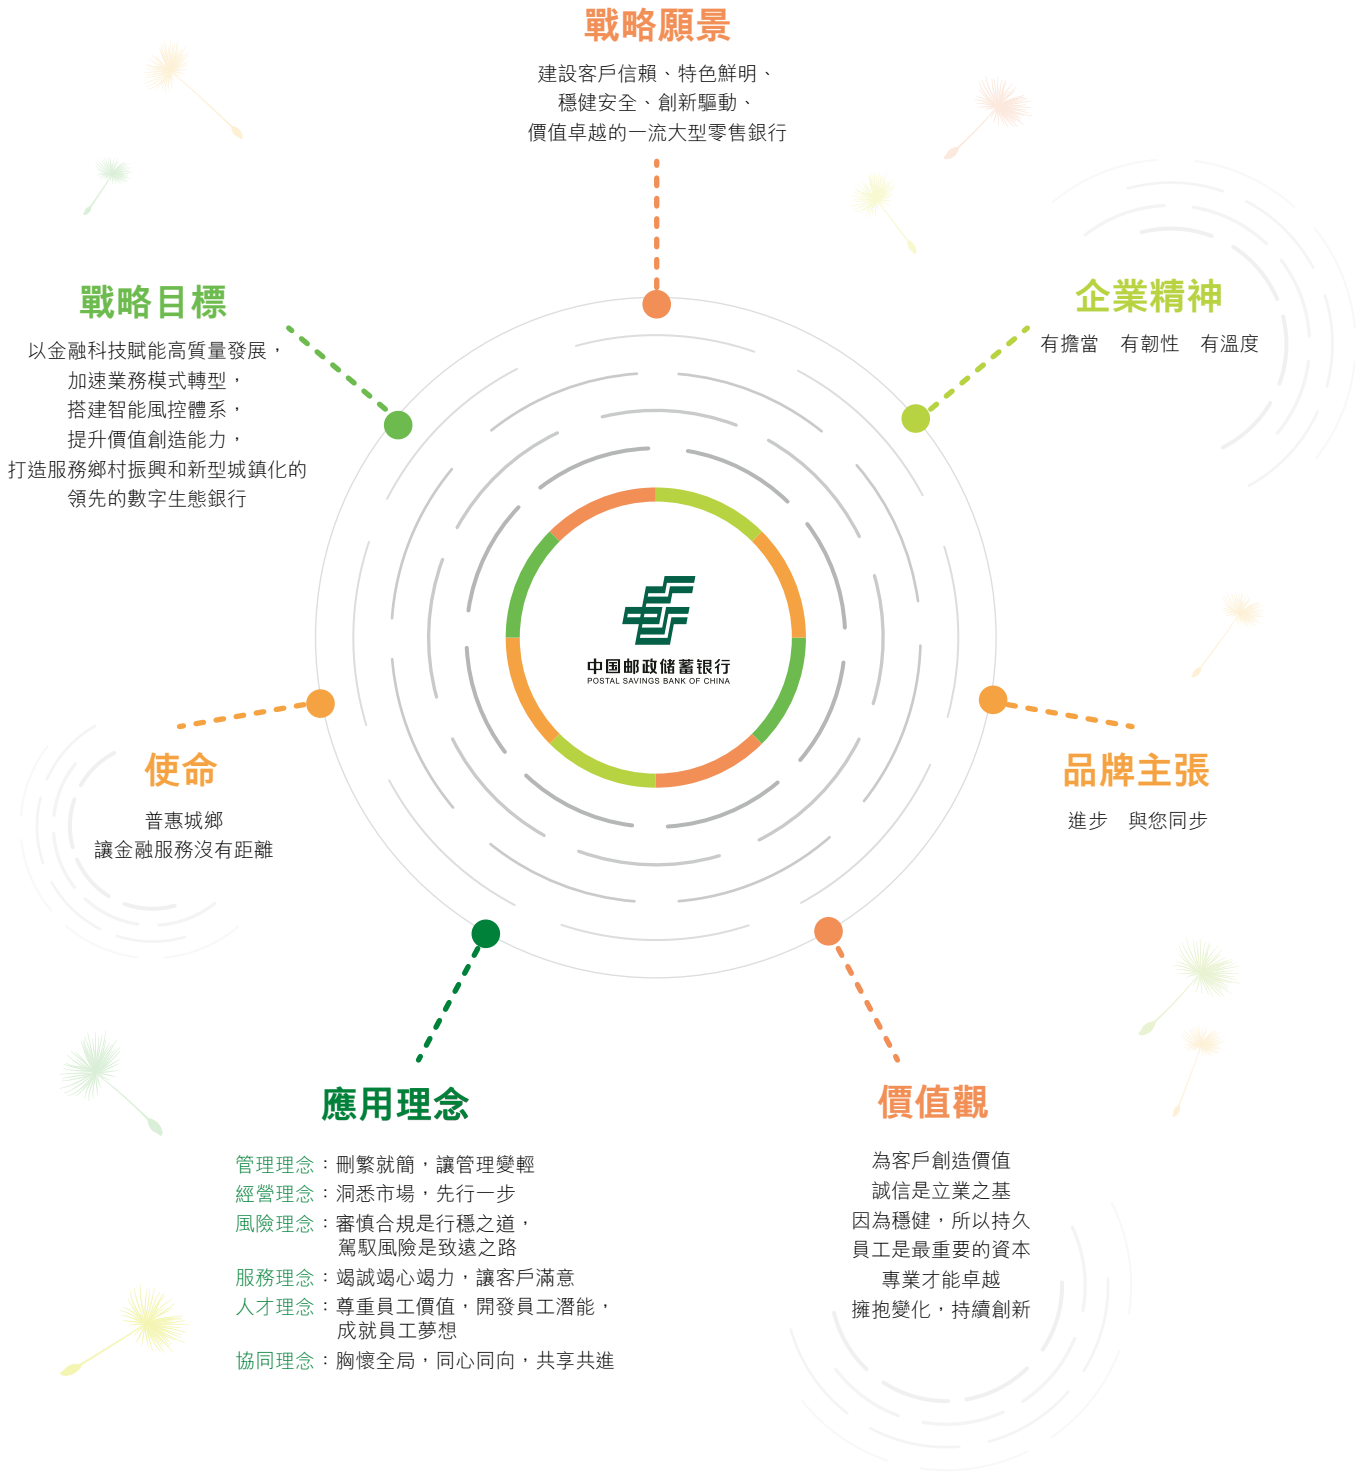 戰略願景
建設客戶信賴、特色鮮明、
穩健安全、創新驅動、
價值卓越的一流大型零售銀行
戰略目標
以金融科技賦能高質量發展，
加速業務模式轉型，
搭建智能風控體系，
提升價值創造能力，
打造服務鄉村振興和新型城鎮化的
領先的數字生態銀行
企業精神
有擔當　有韌性　有溫度
中国邮政储蓄银行
POSTAL SAVINGS BANK OF CHINA
使命
普惠城鄉
讓金融服務沒有距離
品牌主張
進步　與您同步
應用理念
管理理念：刪繁就簡，讓管理變輕
經營理念：洞悉市場，先行一步
風險理念：審慎合規是行穩之道，
駕馭風險是致遠之路
服務理念：竭誠竭心竭力，讓客戶滿意
人才理念：尊重員工價值，開發員工潛能，
成就員工夢想
協同理念：胸懷全局，同心同向，共享共進
價值觀
為客戶創造價值
誠信是立業之基
因為穩健，所以持久
員工是最重要的資本
專業才能卓越
擁抱變化，持續創新